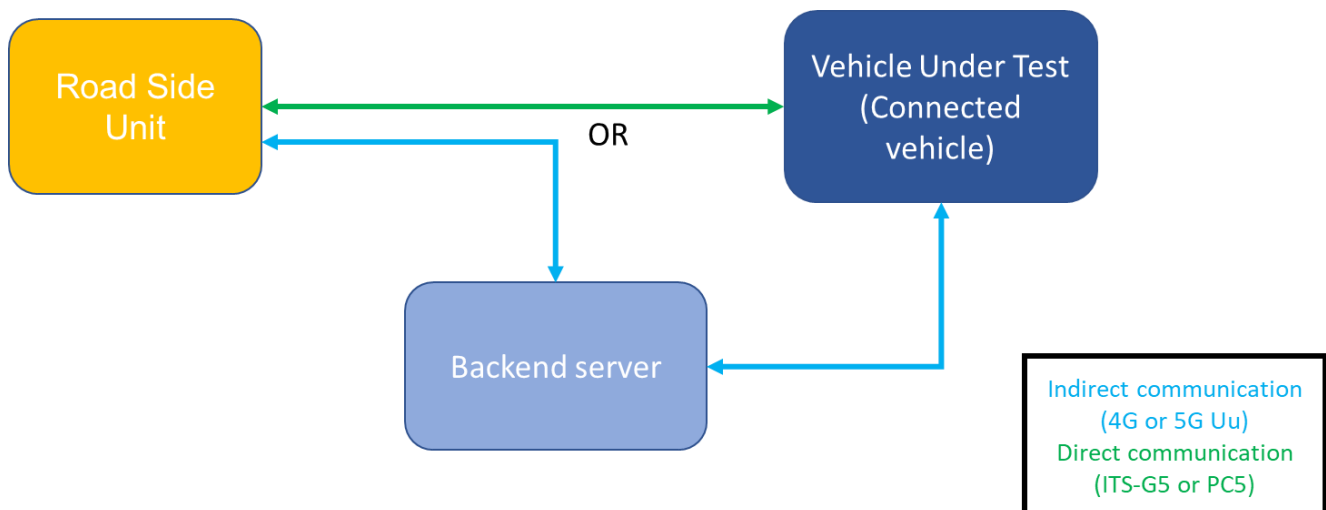 Road Side
Unit
Vehicle Under Test
(Connected
vehicle)
OR
Backend server
Indirect communication
(4G or 5G Uu)
Direct communication
(ITS-G5 or PC5)